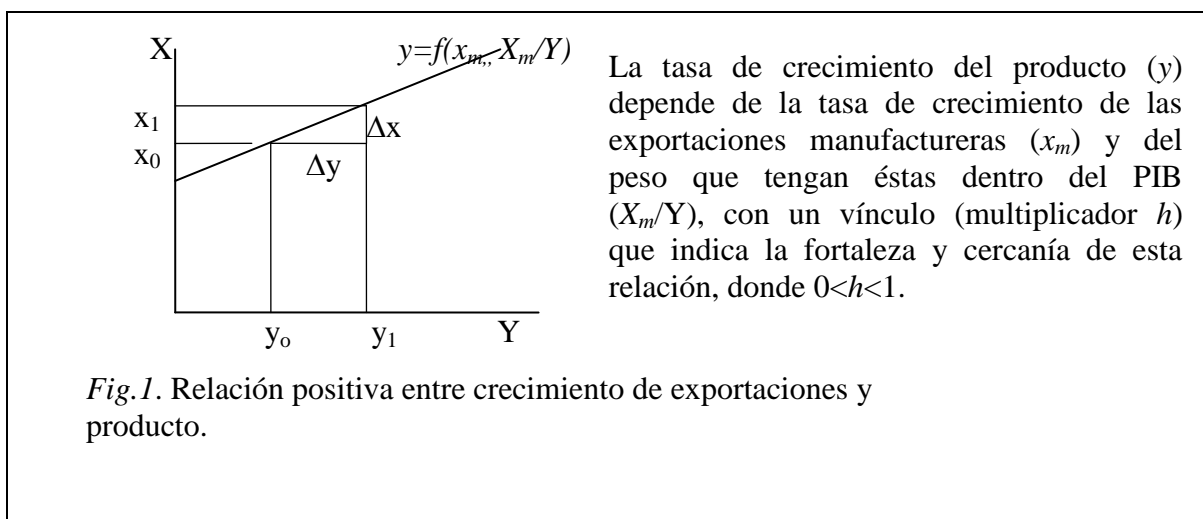 X
y=f(xₘ,, Xₘ/Y)
x₁
Δx
x₀
Δy
yₒ
y₁
Y
La tasa de crecimiento del producto (y)
depende de la tasa de crecimiento de las
exportaciones manufactureras (xₘ) y del
peso que tengan éstas dentro del PIB
(Xₘ/Y), con un vínculo (multiplicador h)
que indica la fortaleza y cercanía de esta
relación, donde 0<h<1.
Fig.1. Relación positiva entre crecimiento de exportaciones y
producto.